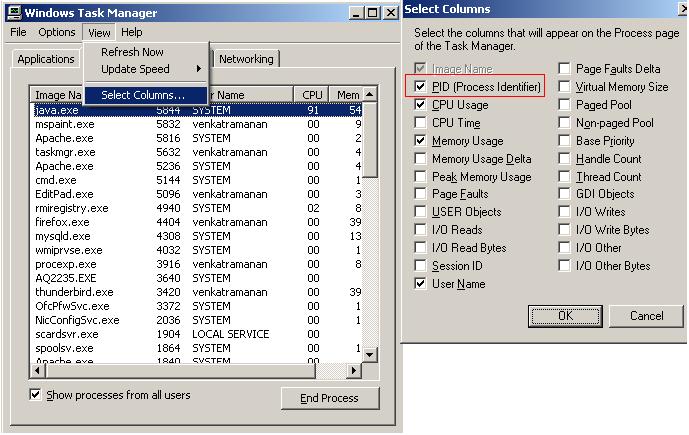 Windows Task Manager
File Options View Help
Refresh Now
Update Speed
Select Columns...
Applications
Networking
Image Na
r Name CPU Mem
java.exe 5844 SYSTEM 91 54
mspaint.exe 5832 venkatramanan 00 9
Apache.exe 5816 SYSTEM 00 2
taskmgr.exe 5632 venkatramanan 00 4
Apache.exe 5236 SYSTEM 00 4
cmd.exe 5144 SYSTEM 00 1
EditPad.exe 5096 venkatramanan 00 3
rmiregistry.exe 4940 SYSTEM 02 8
firefox.exe 4404 venkatramanan 00 39
mysqld.exe 4308 SYSTEM 00 13
wmiprvse.exe 4032 SYSTEM 00 1
procexp.exe 3916 venkatramanan 00 8
AQ2235.EXE 3640 SYSTEM 00
thunderbird.exe 3420 venkatramanan 00 39
OfcPfwSvc.exe 3372 SYSTEM 00 1
NicConfigSvc.exe 2036 SYSTEM 00 1
scardsvr.exe 1904 LOCAL SERVICE 00
spoolsv.exe 1864 SYSTEM 00 1
Apache.exe 1840 SYSTEM 00
Show processes from all users
End Process
Select Columns
Select the columns that will appear on the Process page
of the Task Manager.
Image Name
PID (Process Identifier)
CPU Usage
CPU Time
Memory Usage
Memory Usage Delta
Peak Memory Usage
Page Faults
USER Objects
I/O Reads
I/O Read Bytes
Session ID
User Name
Page Faults Delta
Virtual Memory Size
Paged Pool
Non-paged Pool
Base Priority
Handle Count
Thread Count
GDI Objects
I/O Writes
I/O Write Bytes
I/O Other
I/O Other Bytes
OK
Cancel